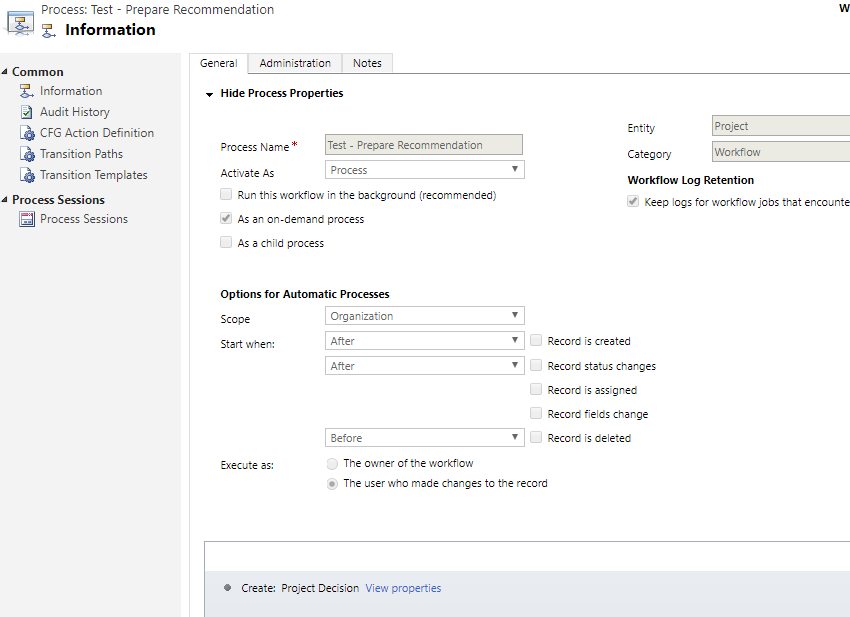 Process: Test - Prepare Recommendation
Information
Common
Information
Audit History
CFG Action Definition
Transition Paths
Transition Templates
Process Sessions
Process Sessions
General Administration Notes
Hide Process Properties
Process Name* Test - Prepare Recommendation
Activate As Process
Run this workflow in the background (recommended)
As an on-demand process
As a child process
Entity Project
Category Workflow
Workflow Log Retention
Keep logs for workflow jobs that encounte
Options for Automatic Processes
Scope Organization
Start when: After Record is created
After Record status changes
Record is assigned
Record fields change
Before Record is deleted
Execute as: The owner of the workflow
The user who made changes to the record
Create: Project Decision View properties